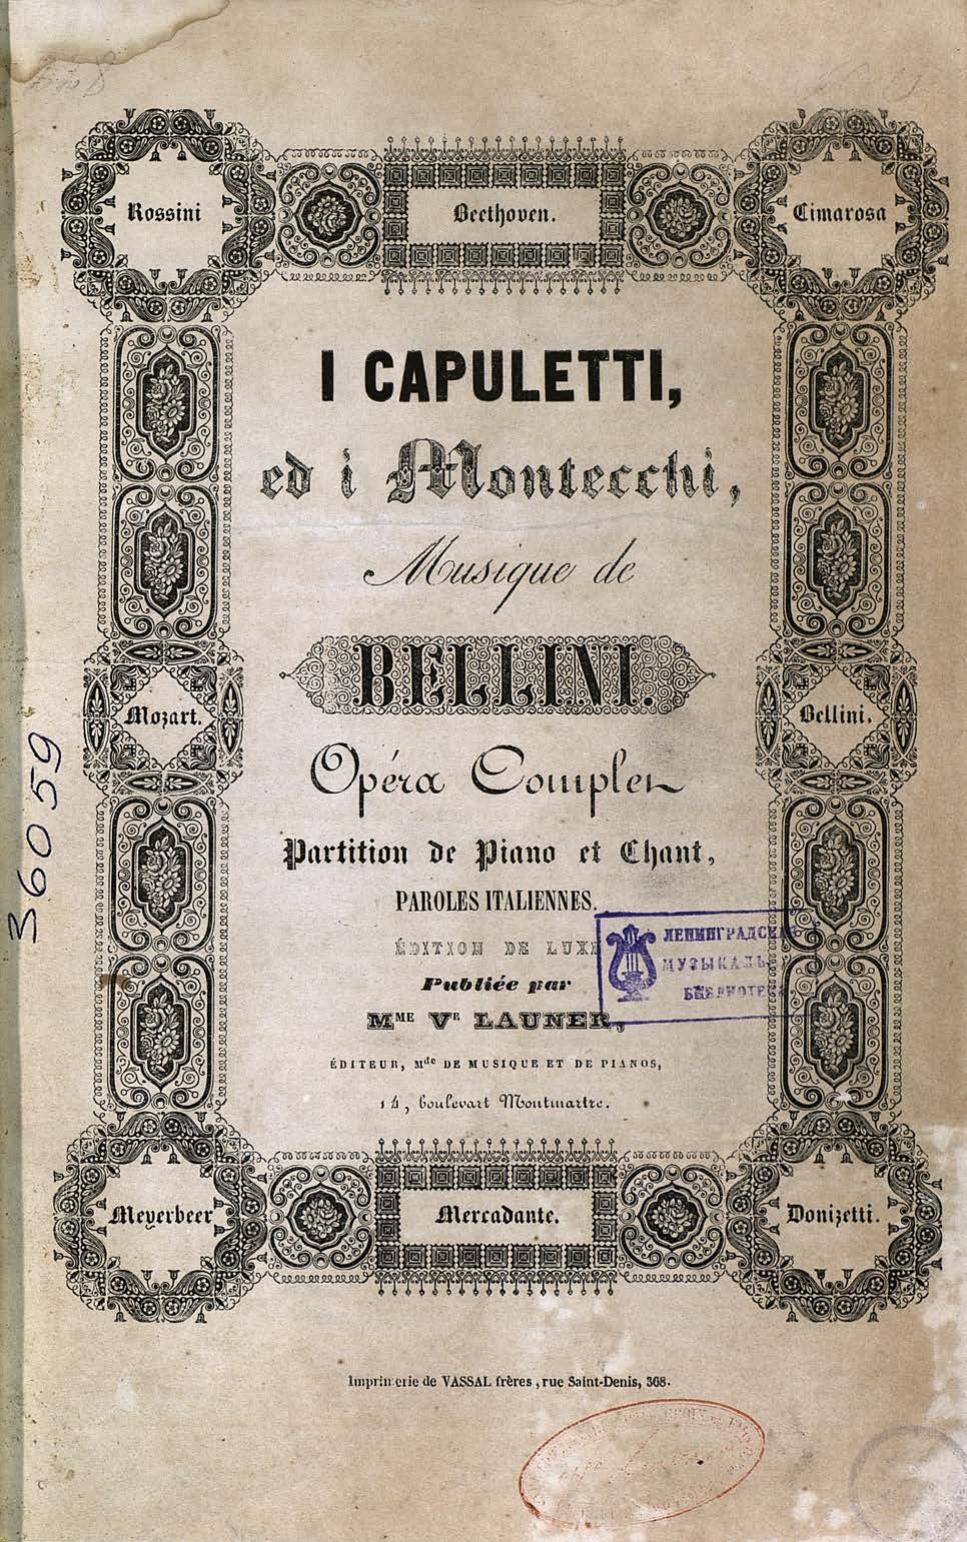 Rossini
Beethoven.
Cimarosa
I CAPULETTI,
ed i Montecchi,
Musique de
BELLINI.
Mozart.
Bellini.
Opéra Complet
Partition de Piano et Chant,
PAROLES ITALIENNES.
ÉDITION DE LUXE
ЛЕНИНГРАДСКАЯ
Publiée par
MME VE LAUNER,
ÉDITEUR, Mde DE MUSIQUE ET DE PIANOS,
14, boulevart Montmartre.
Meyerbeer
Mercadante.
Donizetti.
Imprimerie de VASSAL frères, rue Saint-Denis, 368.
36059